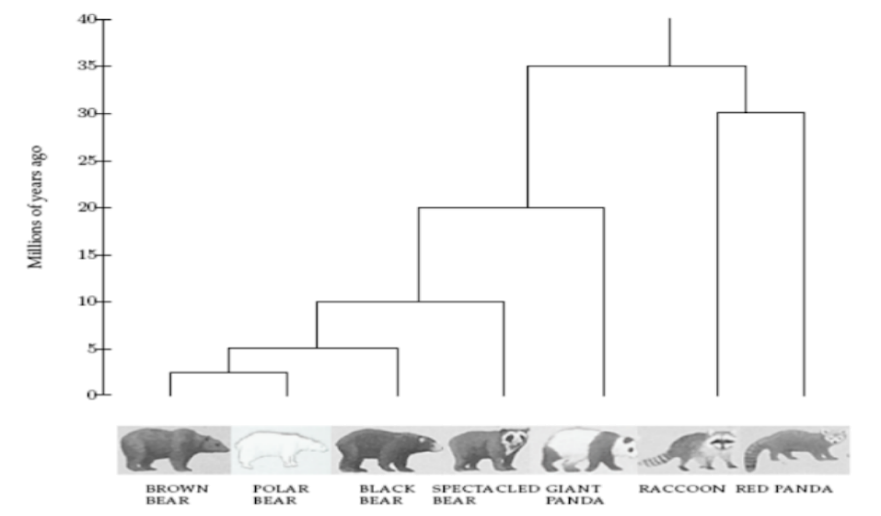 40
35
30
25
20
15
10
5
0
Millions of years ago
BROWN BEAR
POLAR BEAR
BLACK BEAR
SPECTACLED BEAR
GIANT PANDA
RACCOON
RED PANDA